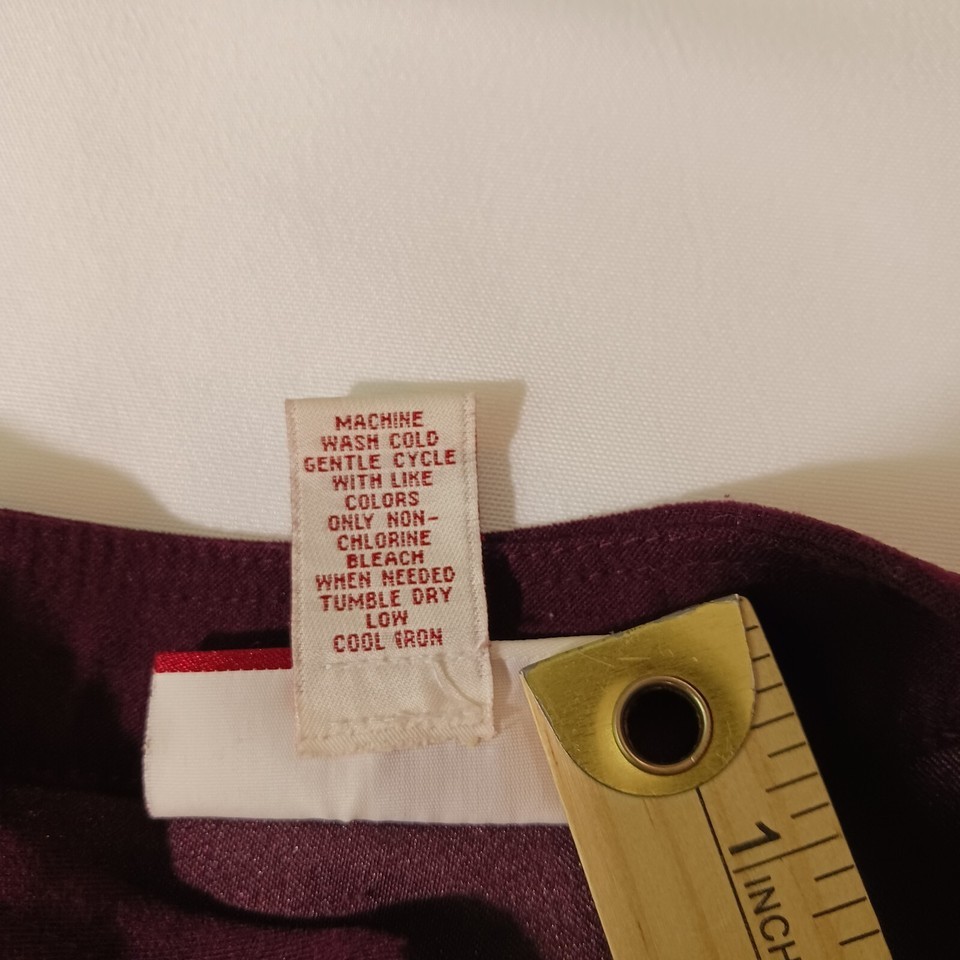 MACHINE
WASH COLD
GENTLE CYCLE
WITH LIKE
COLORS
ONLY NON-
CHLORINE
BLEACH
WHEN NEEDED
TUMBLE DRY
LOW
COOL IRON
1
INCH